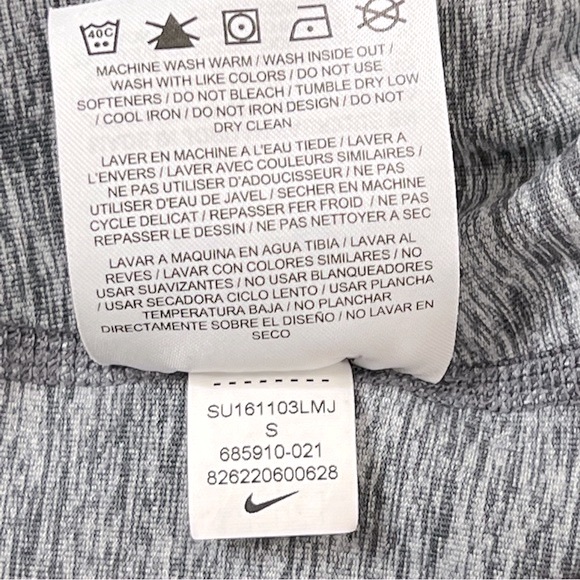 40C
MACHINE WASH WARM / WASH INSIDE OUT /
WASH WITH LIKE COLORS / DO NOT USE
SOFTENERS / DO NOT BLEACH / TUMBLE DRY LOW
/ COOL IRON / DO NOT IRON DESIGN / DO NOT
DRY CLEAN
LAVER EN MACHINE A L'EAU TIEDE / LAVER A
L'ENVERS / LAVER AVEC COULEURS SIMILAIRES /
NE PAS UTILISER D'ADOUCISSEUR / NE PAS
UTILISER D'EAU DE JAVEL / SECHER EN MACHINE
CYCLE DELICAT / REPASSER FER FROID / NE PAS
REPASSER LE DESSIN / NE PAS NETTOYER A SEC
LAVAR A MAQUINA EN AGUA TIBIA / LAVAR AL
REVES / LAVAR CON COLORES SIMILARES / NO
USAR SUAVIZANTES / NO USAR BLANQUEADORES
/ USAR SECADORA CICLO LENTO / USAR PLANCHA
TEMPERATURA BAJA / NO PLANCHAR
DIRECTAMENTE SOBRE EL DISEÑO / NO LAVAR EN
SECO
SU161103LMJ
S
685910-021
826220600628